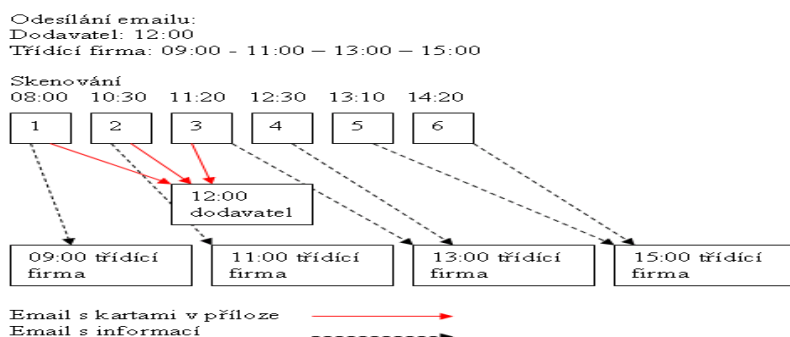 Odesílání emailu:
Dodavatel: 12:00
Třídící firma: 09:00 - 11:00 – 13:00 – 15:00
Skenování
08:00 10:30 11:20 12:30 13:10 14:20
1 2 3 4 5 6
12:00
dodavatel
09:00 třídící
firma
11:00 třídící
firma
13:00 třídící
firma
15:00 třídící
firma
Email s kartami v příloze
Email s informací